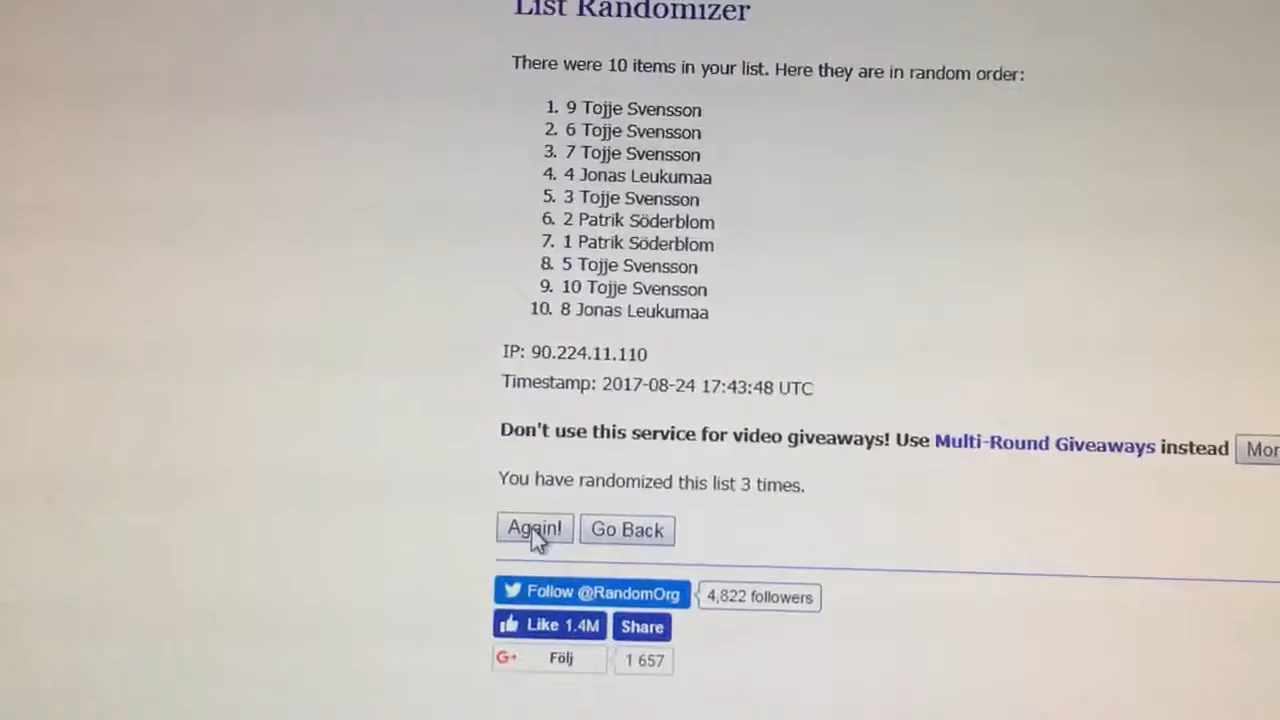 List Randomizer
There were 10 items in your list. Here they are in random order:
1. 9 Tojje Svensson
2. 6 Tojje Svensson
3. 7 Tojje Svensson
4. 4 Jonas Leukumaa
5. 3 Tojje Svensson
6. 2 Patrik Söderblom
7. 1 Patrik Söderblom
8. 5 Tojje Svensson
9. 10 Tojje Svensson
10. 8 Jonas Leukumaa
IP: 90.224.11.110
Timestamp: 2017-08-24 17:43:48 UTC
Don't use this service for video giveaways! Use Multi-Round Giveaways instead Mor
You have randomized this list 3 times.
Again! Go Back
Follow @RandomOrg 4,822 followers
Like 1.4M Share
G+ Följ 1 657